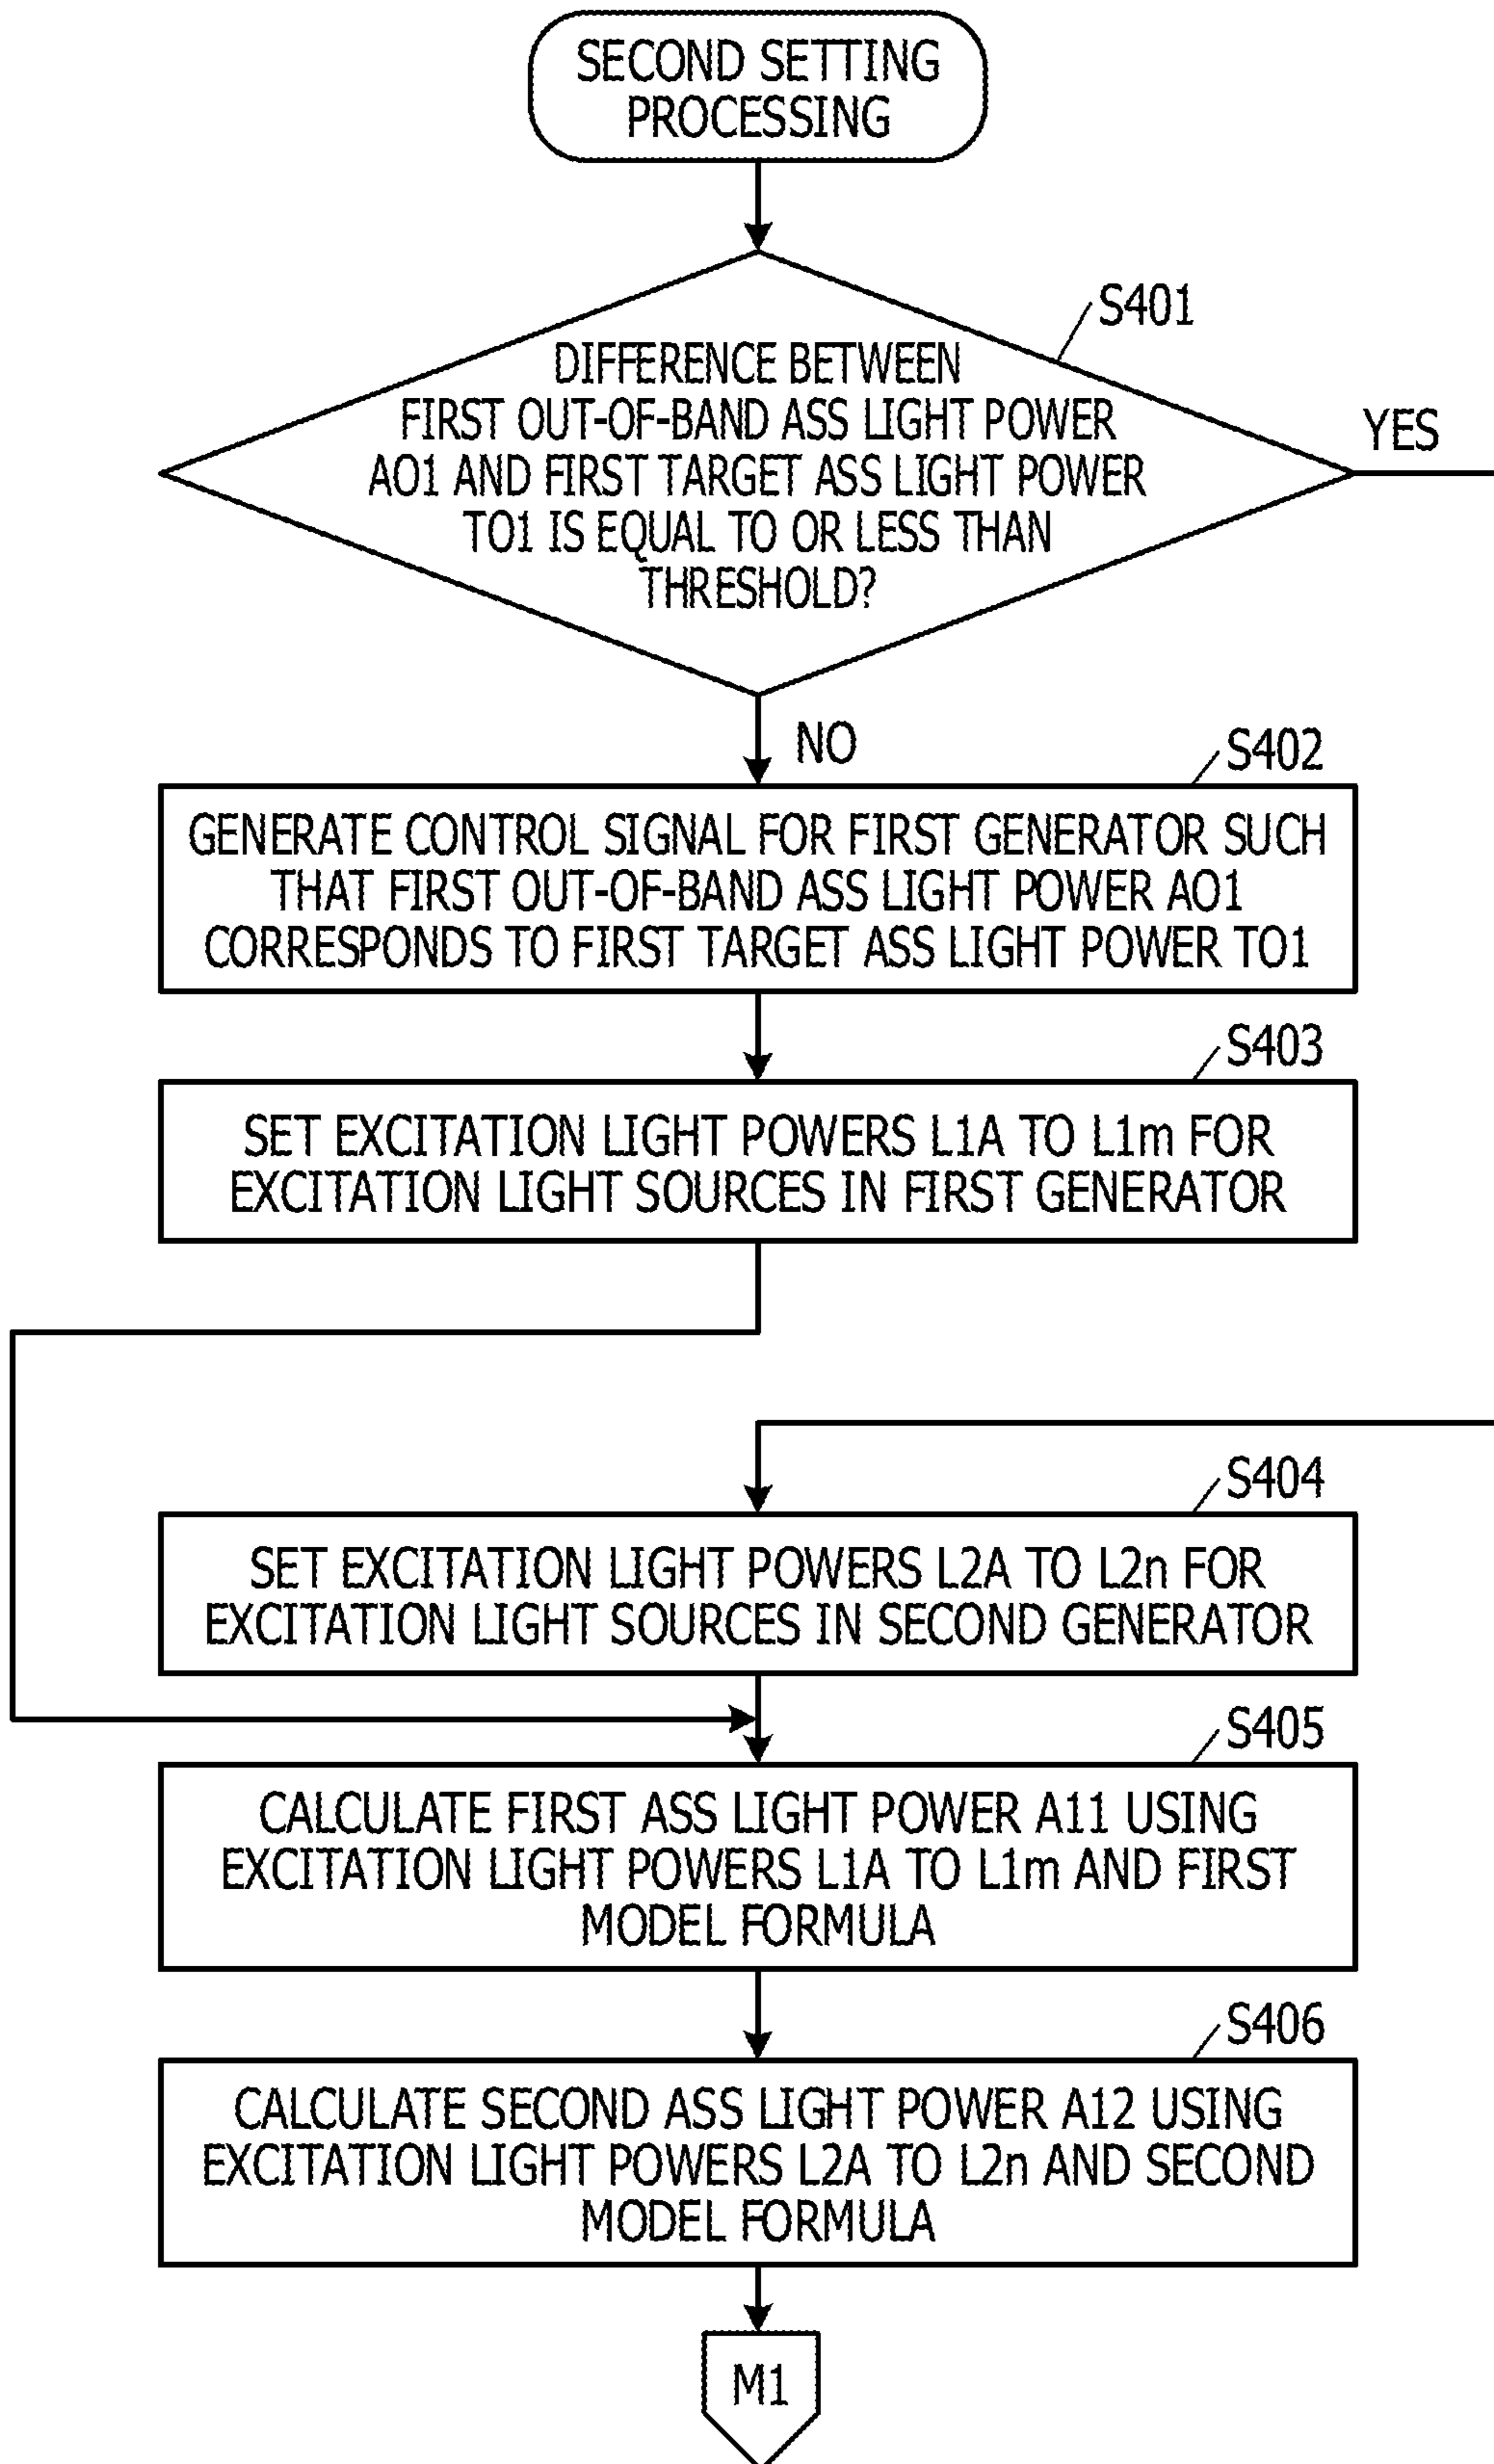 SECOND SETTING
PROCESSING
S401
DIFFERENCE BETWEEN
FIRST OUT-OF-BAND ASS LIGHT POWER
AO1 AND FIRST TARGET ASS LIGHT POWER
TO1 IS EQUAL TO OR LESS THAN
THRESHOLD?
YES
NO
S402
GENERATE CONTROL SIGNAL FOR FIRST GENERATOR SUCH
THAT FIRST OUT-OF-BAND ASS LIGHT POWER AO1
CORRESPONDS TO FIRST TARGET ASS LIGHT POWER TO1
S403
SET EXCITATION LIGHT POWERS L1A TO L1m FOR
EXCITATION LIGHT SOURCES IN FIRST GENERATOR
S404
SET EXCITATION LIGHT POWERS L2A TO L2n FOR
EXCITATION LIGHT SOURCES IN SECOND GENERATOR
S405
CALCULATE FIRST ASS LIGHT POWER A11 USING
EXCITATION LIGHT POWERS L1A TO L1m AND FIRST
MODEL FORMULA
S406
CALCULATE SECOND ASS LIGHT POWER A12 USING
EXCITATION LIGHT POWERS L2A TO L2n AND SECOND
MODEL FORMULA
M1